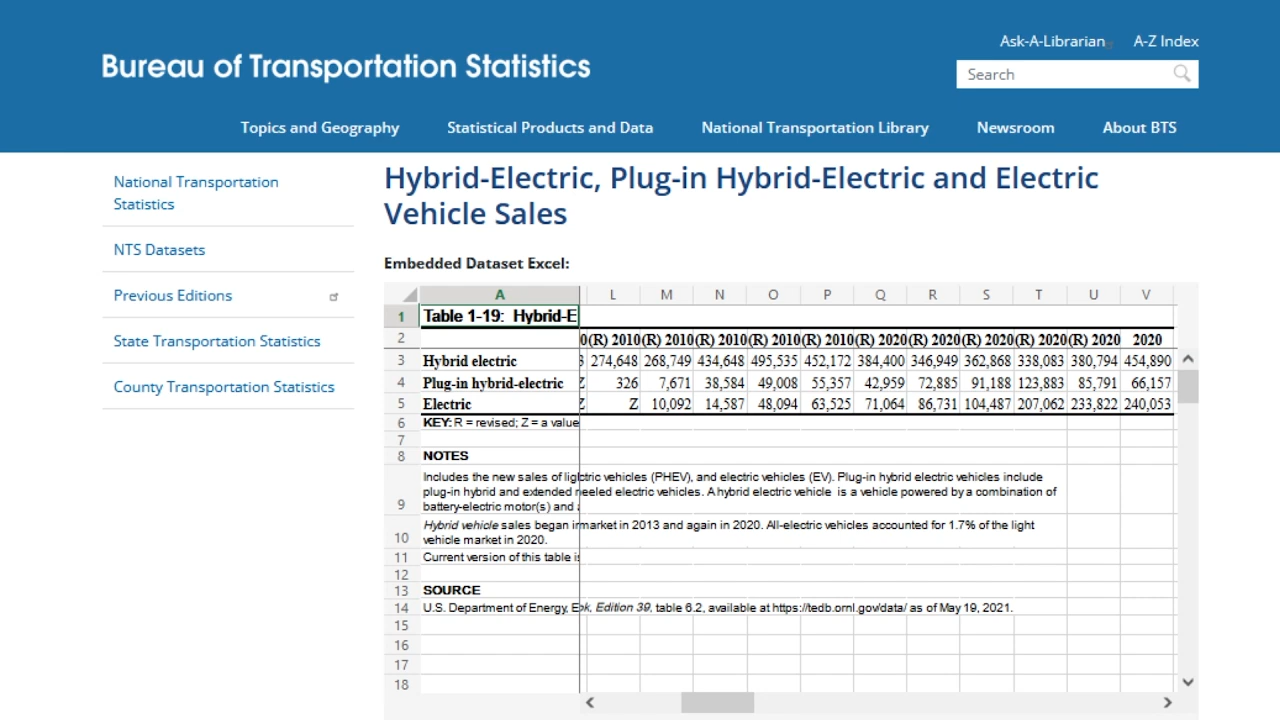 Ask-A-Librarian A-Z Index
Bureau of Transportation Statistics
Search
Topics and Geography Statistical Products and Data National Transportation Library Newsroom About BTS
National Transportation
Statistics
NTS Datasets
Previous Editions
State Transportation Statistics
County Transportation Statistics
Hybrid-Electric, Plug-in Hybrid-Electric and Electric
Vehicle Sales
Embedded Dataset Excel:
A L M N O P Q R S T U V
1 Table 1-19: Hybrid-E
2 0(R) 2010(R) 2010(R) 2010(R) 2010(R) 2010(R) 2020(R) 2020(R) 2020(R) 2020(R) 2020 2020
3 Hybrid electric 274,648 268,749 434,648 495,535 452,172 384,400 346,949 362,868 338,083 380,794 454,890
4 Plug-in hybrid-electric Z 326 7,671 38,584 49,008 55,357 42,959 72,885 91,188 123,883 85,791 66,157
5 Electric Z Z 10,092 14,587 48,094 63,525 71,064 86,731 104,487 207,062 233,822 240,053
6 KEY: R = revised; Z = a value
7
8 NOTES
Includes the new sales of lig ctric vehicles (PHEV), and electric vehicles (EV). Plug-in hybrid electric vehicles include
plug-in hybrid and extended r eeled electric vehicles. A hybrid electric vehicle is a vehicle powered by a combination of
9 battery-electric motor(s) and
Hybrid vehicle sales began i market in 2013 and again in 2020. All-electric vehicles accounted for 1.7% of the light
10 vehicle market in 2020.
11 Current version of this table is
12
13 SOURCE
14 U.S. Department of Energy, E ok, Edition 39, table 6.2, available at https://tedb.ornl.gov/data/ as of May 19, 2021.
15
16
17
18